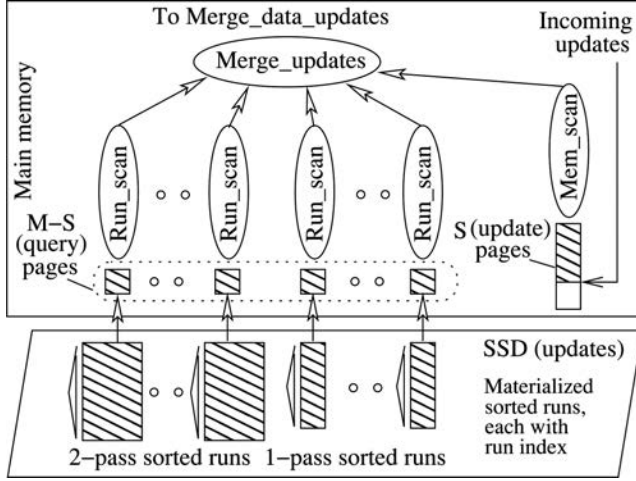 To Merge_data_updates
Incoming
updates
Merge_updates
Main memory
Run_scan
Run_scan
Run_scan
Run_scan
Mem_scan
M-S
(query)
pages
S (update)
pages
SSD (updates)
Materialized
sorted runs,
each with
run index
2-pass sorted runs
1-pass sorted runs